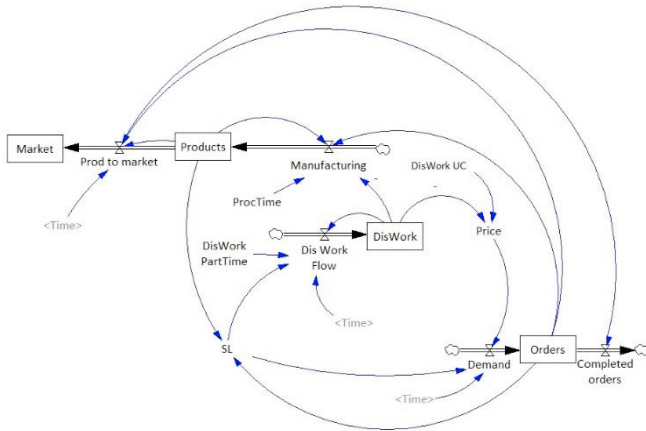 Market
Prod to market
Products
Manufacturing
-
DisWork UC
<Time>
ProcTime
-
DisWork
PartTime
Dis Work
Flow
DisWork
Price
<Time>
SL
Demand
Orders
Completed
orders
<Time>